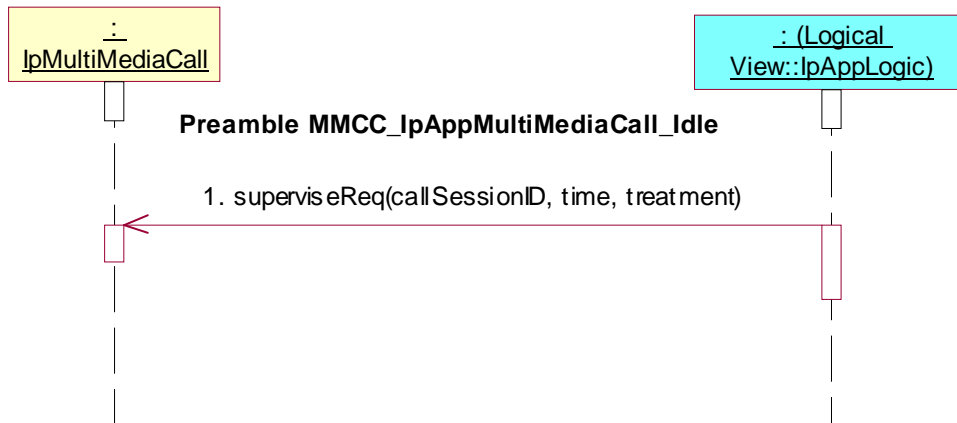 :
IpMultiMediaCall
: (Logical
View::IpAppLogic)
Preamble MMCC_IpAppMultiMediaCall_Idle
1. superviseReq(callSessionID, time, treatment)